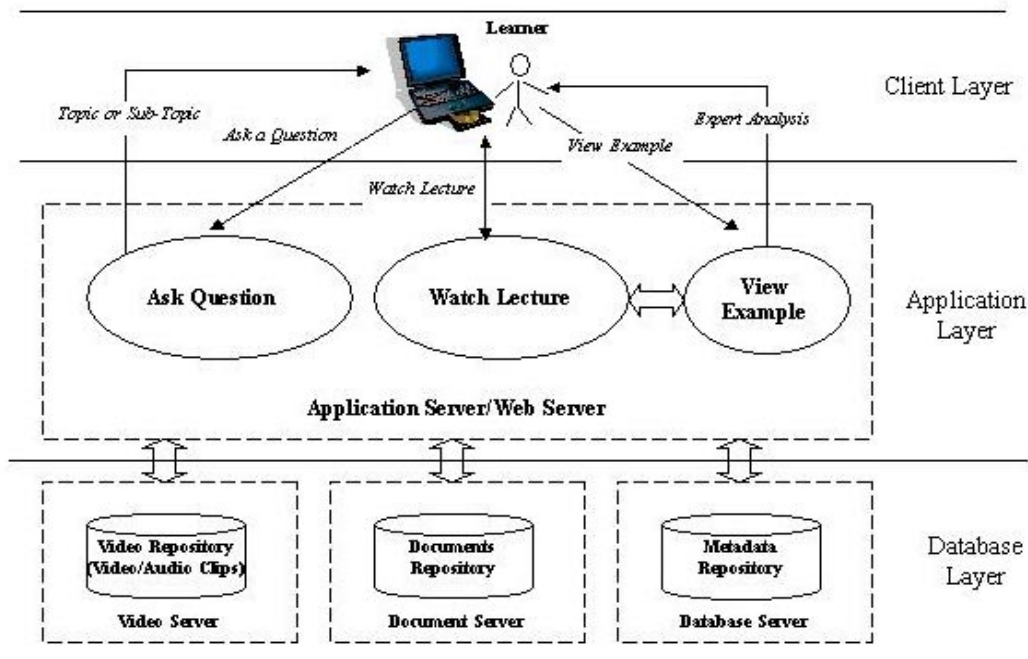 Learner
Client Layer
Topic or Sub-Topic
Ask a Question
Expert Analysis
View Example
Watch Lecture
Ask Question
Watch Lecture
View
Example
Application
Layer
Application Server/Web Server
Video Repository
(Video/Audio Clips)
Video Server
Documents
Repository
Document Server
Metadata
Repository
Database Server
Database
Layer